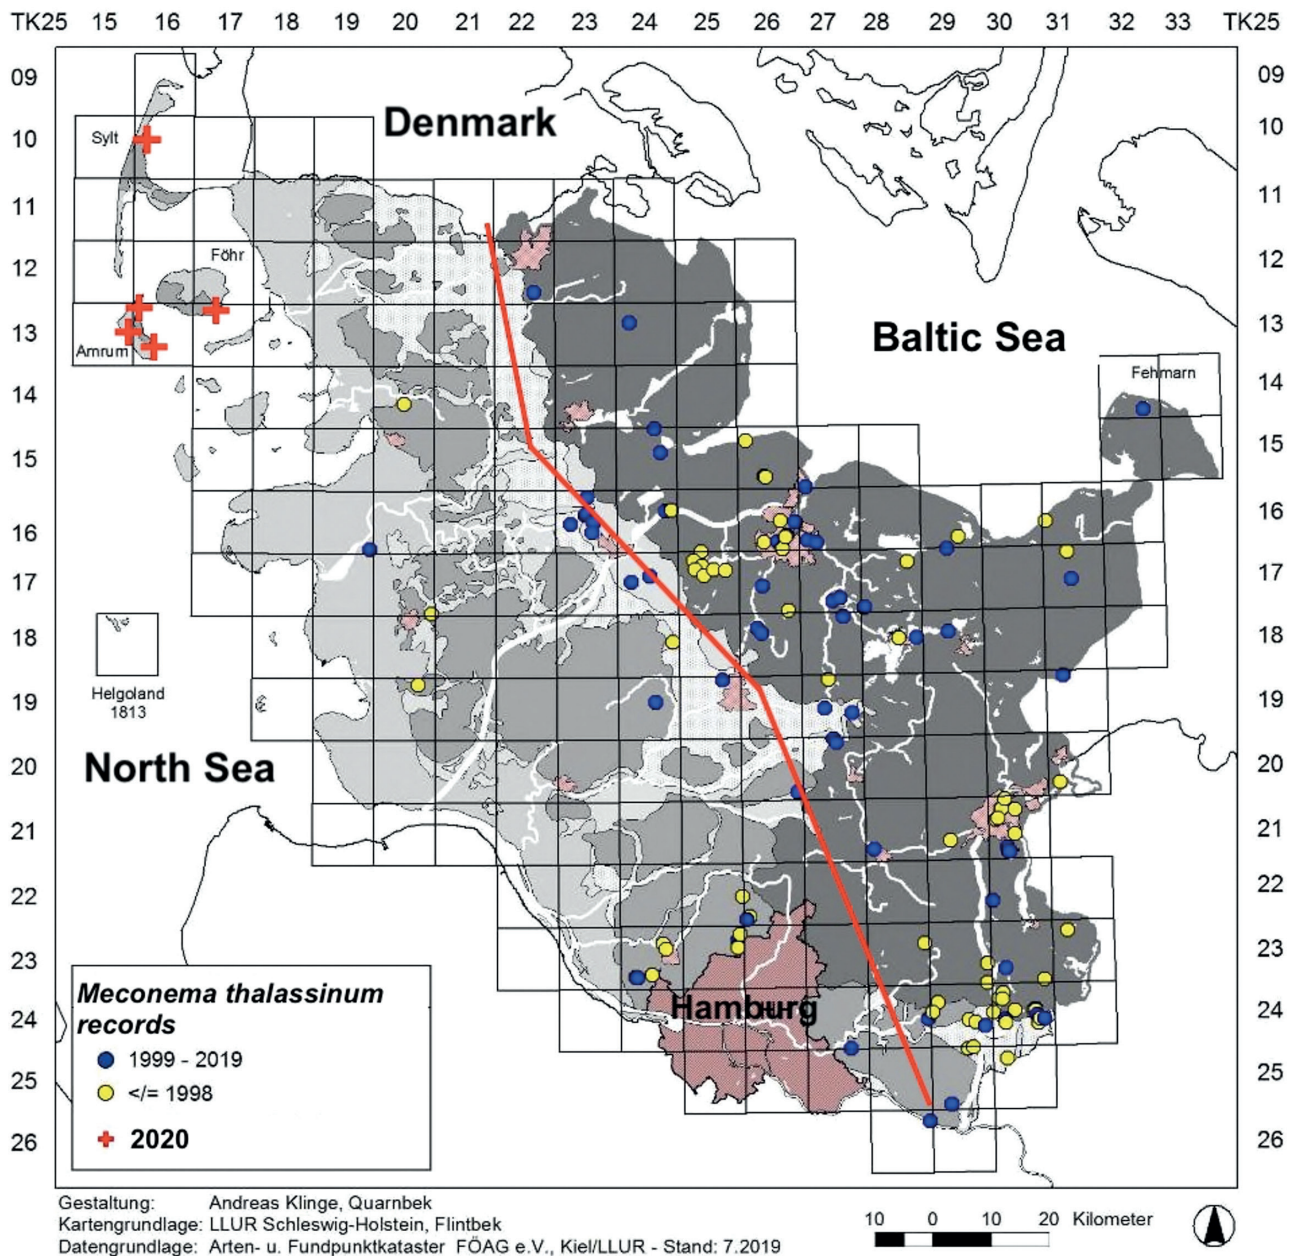 TK25 15 16 17 18 19 20 21 22 23 24 25 26 27 28 29 30 31 32 33 TK25
09 09
Denmark
10 Sylt 10
11 11
Föhr
12 12
13 Baltic Sea 13
Amrum
Fehmarn
14 14
15 15
16 16
17 17
18 18
Helgoland
1813
19 19
North Sea
20 20
21 21
22 22
23 23
Meconema thalassinum
records
Hamburg
24 24
1999 - 2019
25 25
</= 1998
2020
26 26
Gestaltung: Andreas Klinge, Quarnbek
Kartengrundlage: LLUR Schleswig-Holstein, Flintbek
10 0 10 20 Kilometer
Datengrundlage: Arten- u. Fundpunktkataster FÖAG e.V., Kiel/LLUR - Stand: 7.2019